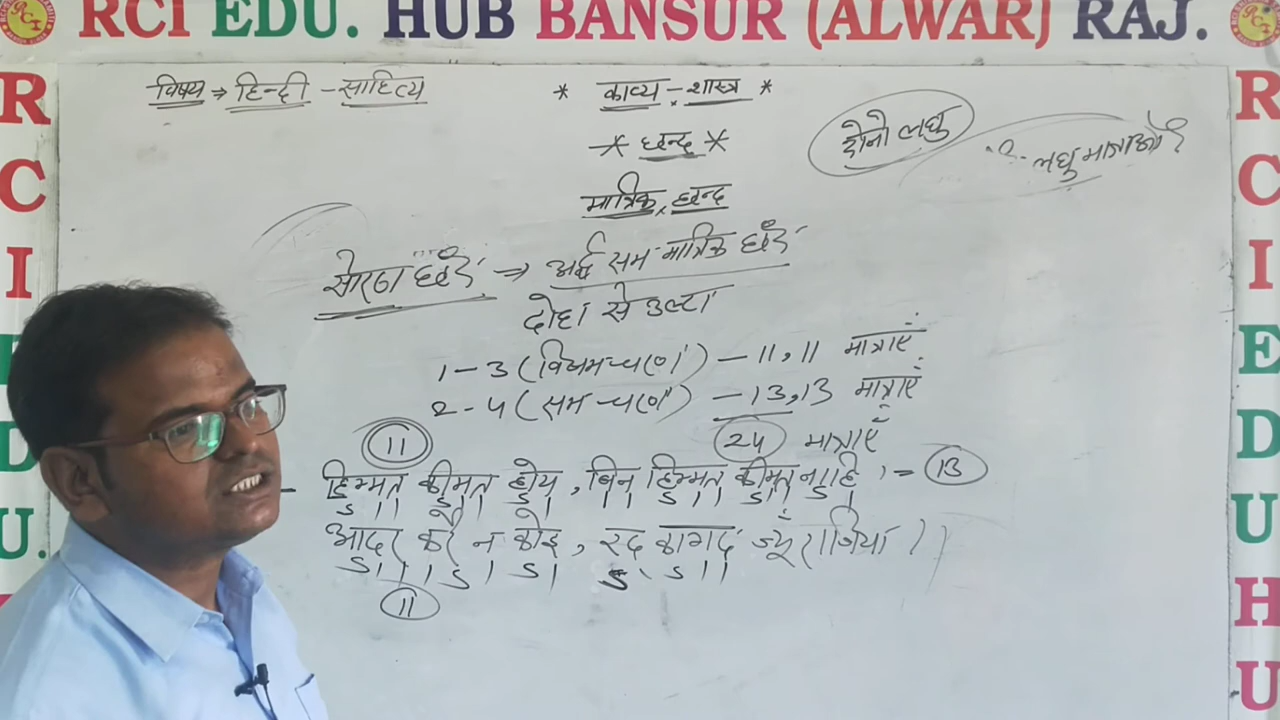 RCI EDU. HUB BANSUR (ALWAR) RAJ.
विषय ⇒ हिन्दी - साहित्य
* काव्य - शास्त्र *
* छन्द *
मात्रिक छन्द
दोनो लघु
लघु मात्राओं
सोरठा छंद ⇒ अर्द्ध सम मात्रिक छंद
दोहा से उल्टा
1-3 (विषम चरण) - 11, 11 मात्राएं
2-4 (सम चरण) - 13, 13 मात्राएं
11
24 मात्राएँ
हिम्मत कीमत होय, बिन हिम्मत कीमत नाहि, = 13
S I I S I I S I I I S I I S I I S I
आदर करै न कोइ, रद कागद ज्यूँ राजिया ।।
S I I I S I S I S I S I I
11
R
C
I
E
D
U.
R
C
I
E
D
U
H
U